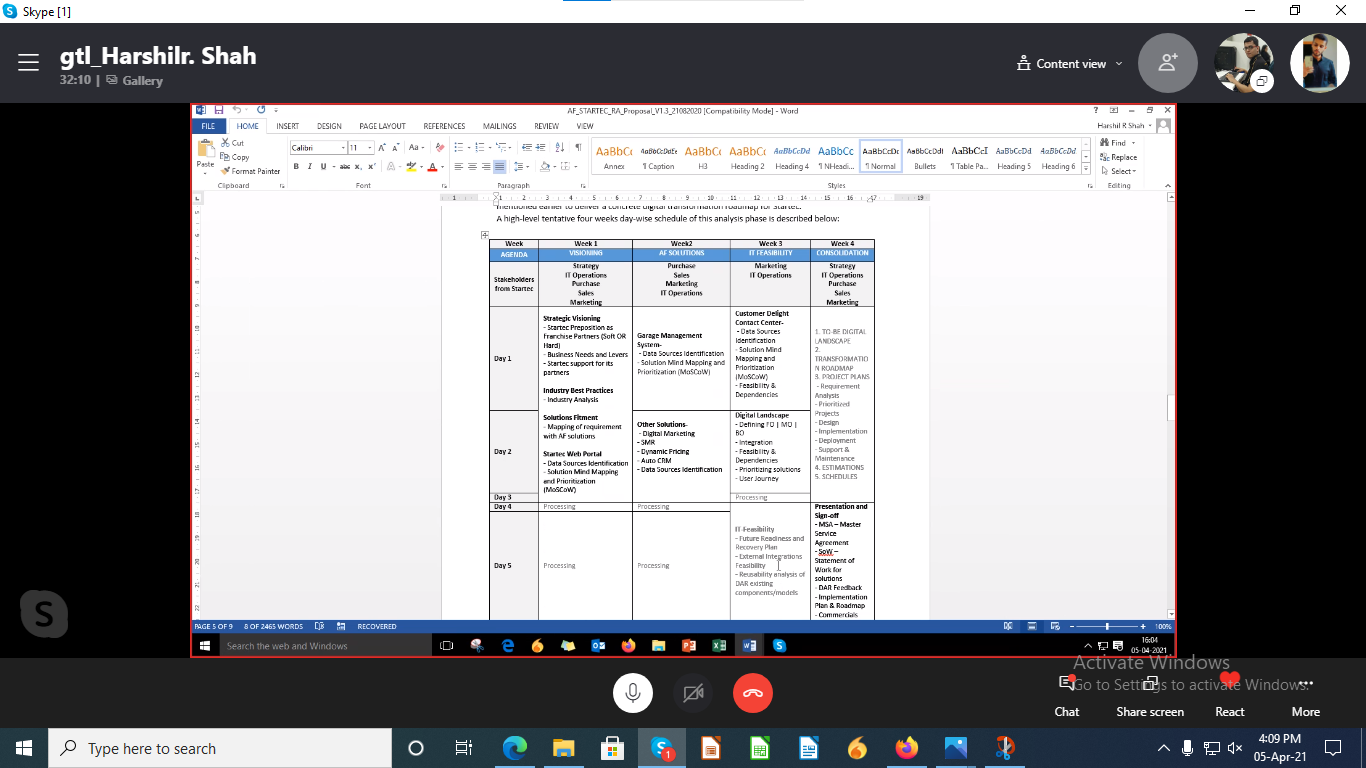 Skype [1]
gtl_Harshilr. Shah
32:10 | Gallery
Content view
AF_STARTEC_RA_Proposal_V1.3_21082020 [Compatibility Mode] - Word
FILE HOME INSERT DESIGN PAGE LAYOUT REFERENCES MAILINGS REVIEW VIEW
Harshil R Shah
Paste
Cut
Copy
Format Painter
Calibri 11
AaBbCc AaBbCcDdEe AaBbCc AaBbCc AaBbCcDd AaBbCc AaBbCcDc AaBbCcDdI AaBbCcI AaBbCcDd AaBbCcDd
Annex ¶ Caption H3 Heading 2 Heading 4 ¶ NHeadi... ¶ Normal Bullets ¶ Table Pa... Heading 5 Heading 6
Find
Replace
Select
Clipboard Font Paragraph Styles Editing
mentioned earlier to deliver a concrete digital transformation roadmap for Startec.
A high-level tentative four weeks day-wise schedule of this analysis phase is described below:
Week Week 1 Week2 Week 3 Week 4
AGENDA VISIONING AF SOLUTIONS IT FEASIBILITY CONSOLIDATION
Stakeholders
from Startec
Strategy
IT Operations
Purchase
Sales
Marketing
Purchase
Sales
Marketing
IT Operations
Marketing
IT Operations
Strategy
IT Operations
Purchase
Sales
Marketing
Day 1
Strategic Visioning
- Startec Preposition as
Franchise Partners (Soft OR
Hard)
- Business Needs and Levers
- Startec support for its
partners
Industry Best Practices
- Industry Analysis
Garage Management
System-
- Data Sources Identification
- Solution Mind Mapping and
Prioritization (MoSCoW)
Customer Delight
Contact Center-
- Data Sources
Identification
- Solution Mind
Mapping and
Prioritization
(MoSCoW)
- Feasibility &
Dependencies
1. TO-BE DIGITAL
LANDSCAPE
2.
TRANSFORMATIO
N ROADMAP
3. PROJECT PLANS
- Requirement
Analysis
- Prioritized
Projects
- Design
- Implementation
- Deployment
- Support &
Maintenance
4. ESTIMATIONS
5. SCHEDULES
Day 2
Solutions Fitment
- Mapping of requirement
with AF solutions
Startec Web Portal
- Data Sources Identification
- Solution Mind Mapping
and Prioritization
(MoSCoW)
Other Solutions-
- Digital Marketing
- SMR
- Dynamic Pricing
- Auto CRM
- Data Sources Identification
Digital Landscape
- Defining FO | MO |
BO
- Integration
- Feasibility &
Dependencies
- Prioritizing solutions
- User Journey
Day 3
Processing
Day 4 Processing Processing
Day 5 Processing Processing
IT Feasibility
- Future Readiness and
Recovery Plan
- External Integrations
Feasibility
- Reusability analysis of
DAR existing
components/models
Presentation and
Sign-off
- MSA – Master
Service
Agreement
- SoW –
Statement of
Work for
solutions
- DAR Feedback
- Implementation
Plan & Roadmap
- Commercials
PAGE 5 OF 9 8 OF 2465 WORDS RECOVERED 100%
Search the web and Windows
16:04
05-04-2021
Activate Windows
Go to Settings to activate Windows.
Chat Share screen React More
Type here to search
4:09 PM
05-Apr-21